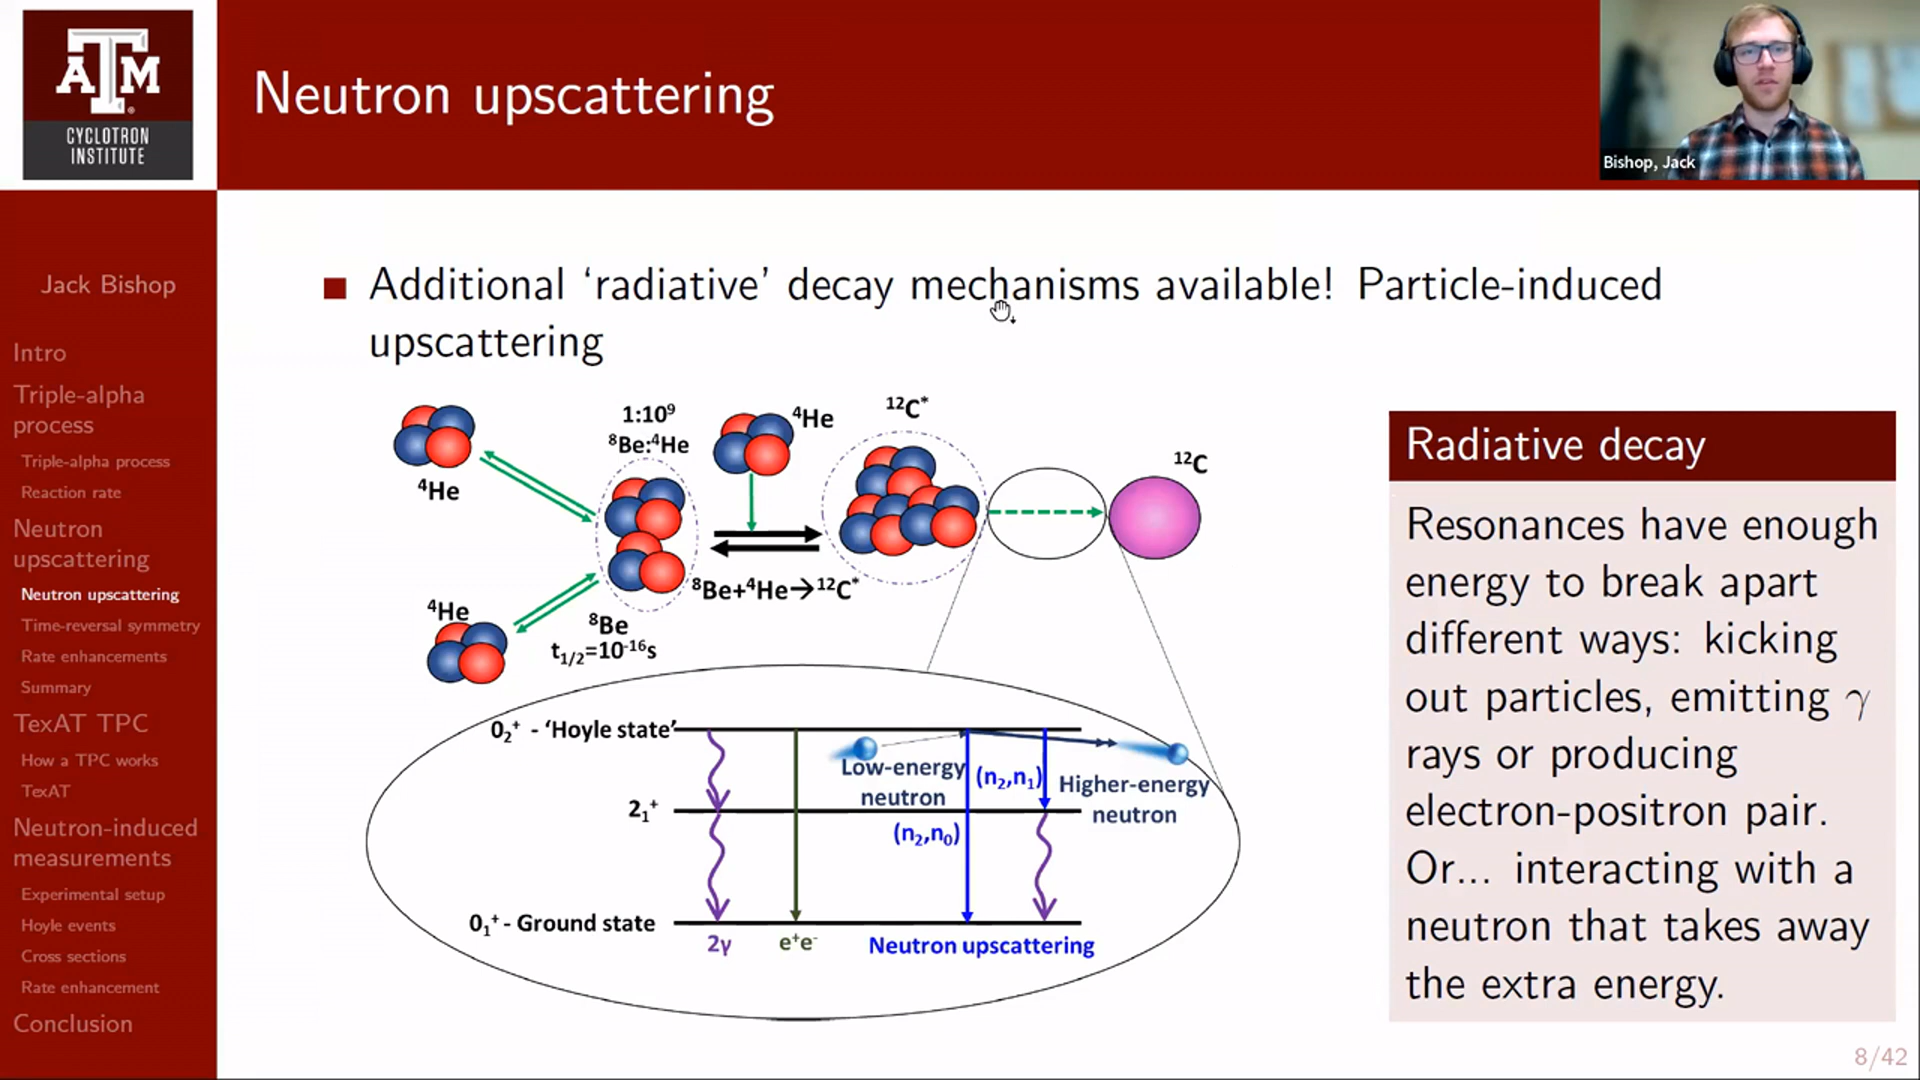 ATM
CYCLOTRON
INSTITUTE
Neutron upscattering
Bishop, Jack
Jack Bishop
Intro
Triple-alpha
process
Triple-alpha process
Reaction rate
Neutron
upscattering
Neutron upscattering
Time-reversal symmetry
Rate enhancements
Summary
TexAT TPC
How a TPC works
TexAT
Neutron-induced
measurements
Experimental setup
Hoyle events
Cross sections
Rate enhancement
Conclusion
Additional ‘radiative’ decay mechanisms available! Particle-induced
upscattering
⁴He
1:10⁹
⁸Be:⁴He
⁴He
¹²C*
¹²C
⁸Be+⁴He→¹²C*
⁴He
⁸Be
t₁/₂=10⁻¹⁶s
0₂⁺ - ‘Hoyle state’
Low-energy
neutron
(n₂,n₁)
Higher-energy
neutron
2₁⁺
(n₂,n₀)
0₁⁺ - Ground state
2γ
e⁺e⁻
Neutron upscattering
Radiative decay
Resonances have enough
energy to break apart
different ways: kicking
out particles, emitting γ
rays or producing
electron-positron pair.
Or... interacting with a
neutron that takes away
the extra energy.
8/42